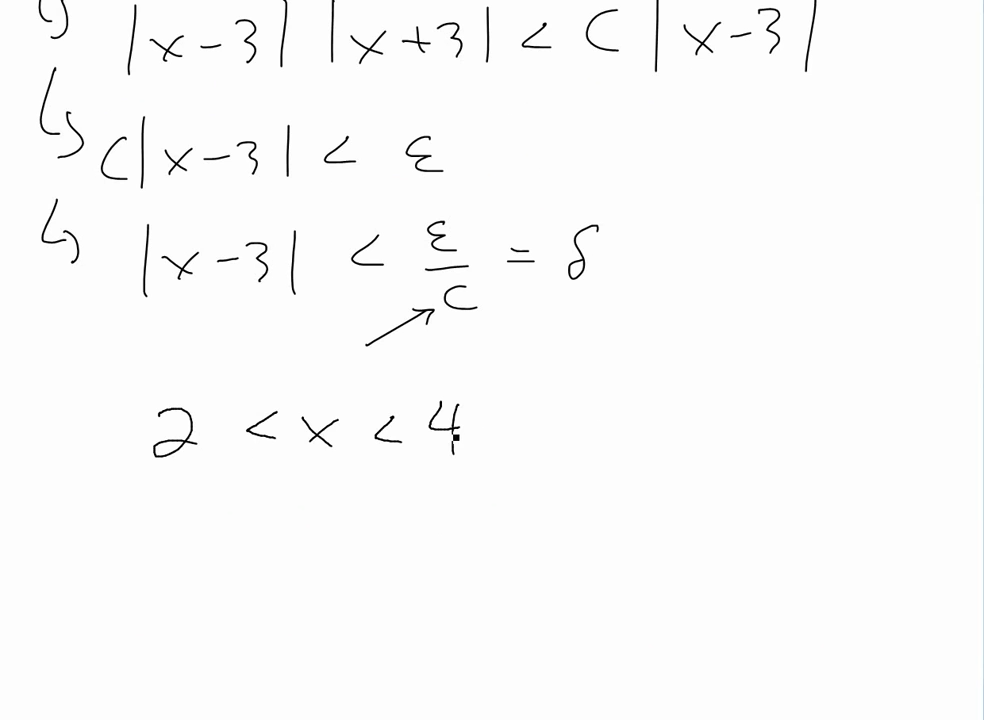 |x-3| |x+3| < C |x-3|
C|x-3| < ε
|x-3| < ε/C = δ
2 < x < 4